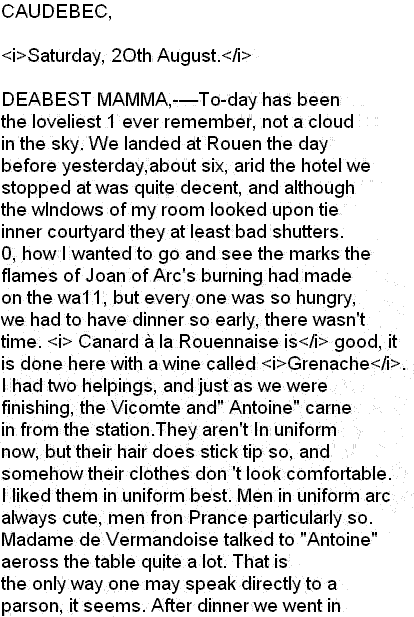 CAUDEBEC,
<i>Saturday, 2Oth August.</i>
DEABEST MAMMA,-—To-day has been
the loveliest 1 ever remember, not a cloud
in the sky. We landed at Rouen the day
before yesterday,about six, arid the hotel we
stopped at was quite decent, and although
the wlndows of my room looked upon tie
inner courtyard they at least bad shutters.
0, how I wanted to go and see the marks the
flames of Joan of Arc's burning had made
on the wa11, but every one was so hungry,
we had to have dinner so early, there wasn't
time. <i> Canard à la Rouennaise is</i> good, it
is done here with a wine called <i>Grenache</i>.
I had two helpings, and just as we were
finishing, the Vicomte and" Antoine" carne
in from the station.They aren't In uniform
now, but their hair does stick tip so, and
somehow their clothes don 't look comfortable.
I liked them in uniform best. Men in uniform arc
always cute, men fron Prance particularly so.
Madame de Vermandoise talked to "Antoine"
aeross the table quite a lot. That is
the only way one may speak directly to a
parson, it seems. After dinner we went in